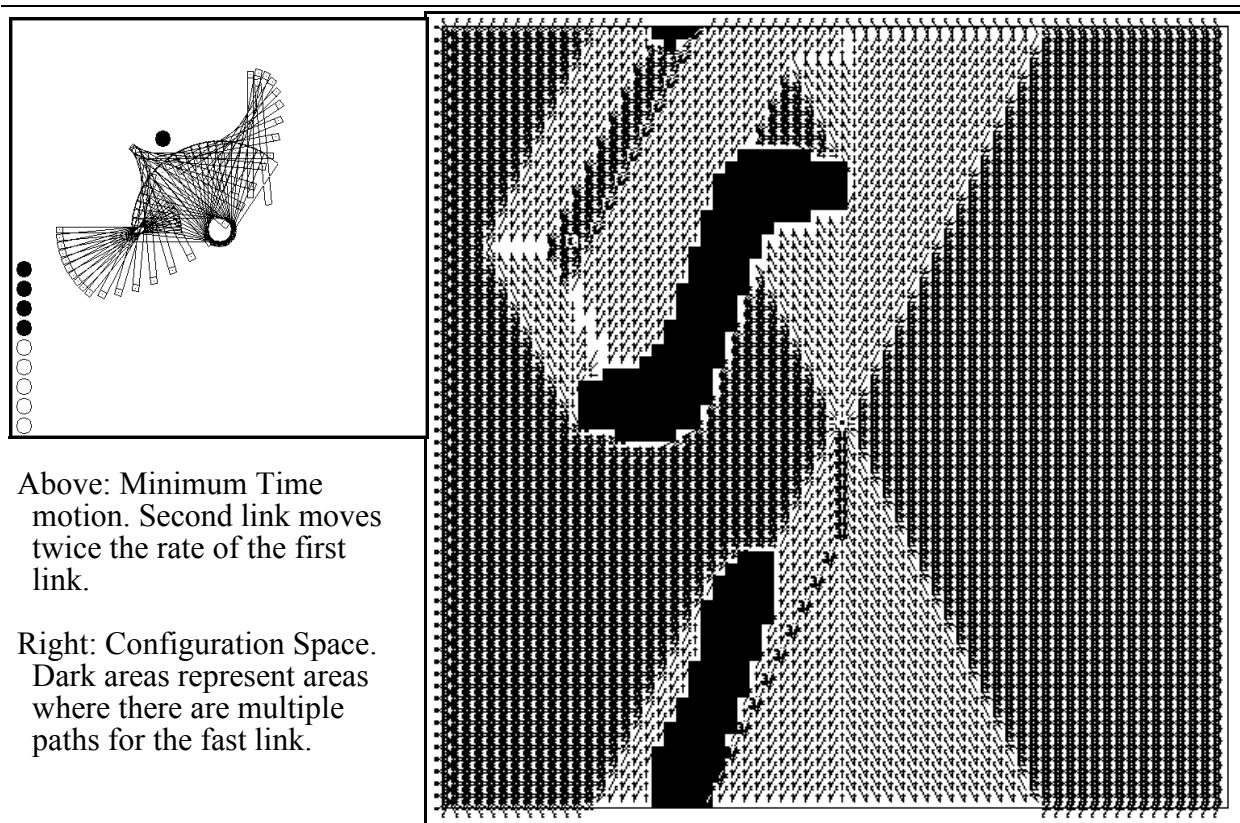 Above: Minimum Time
motion. Second link moves
twice the rate of the first
link.
Right: Configuration Space.
Dark areas represent areas
where there are multiple
paths for the fast link.